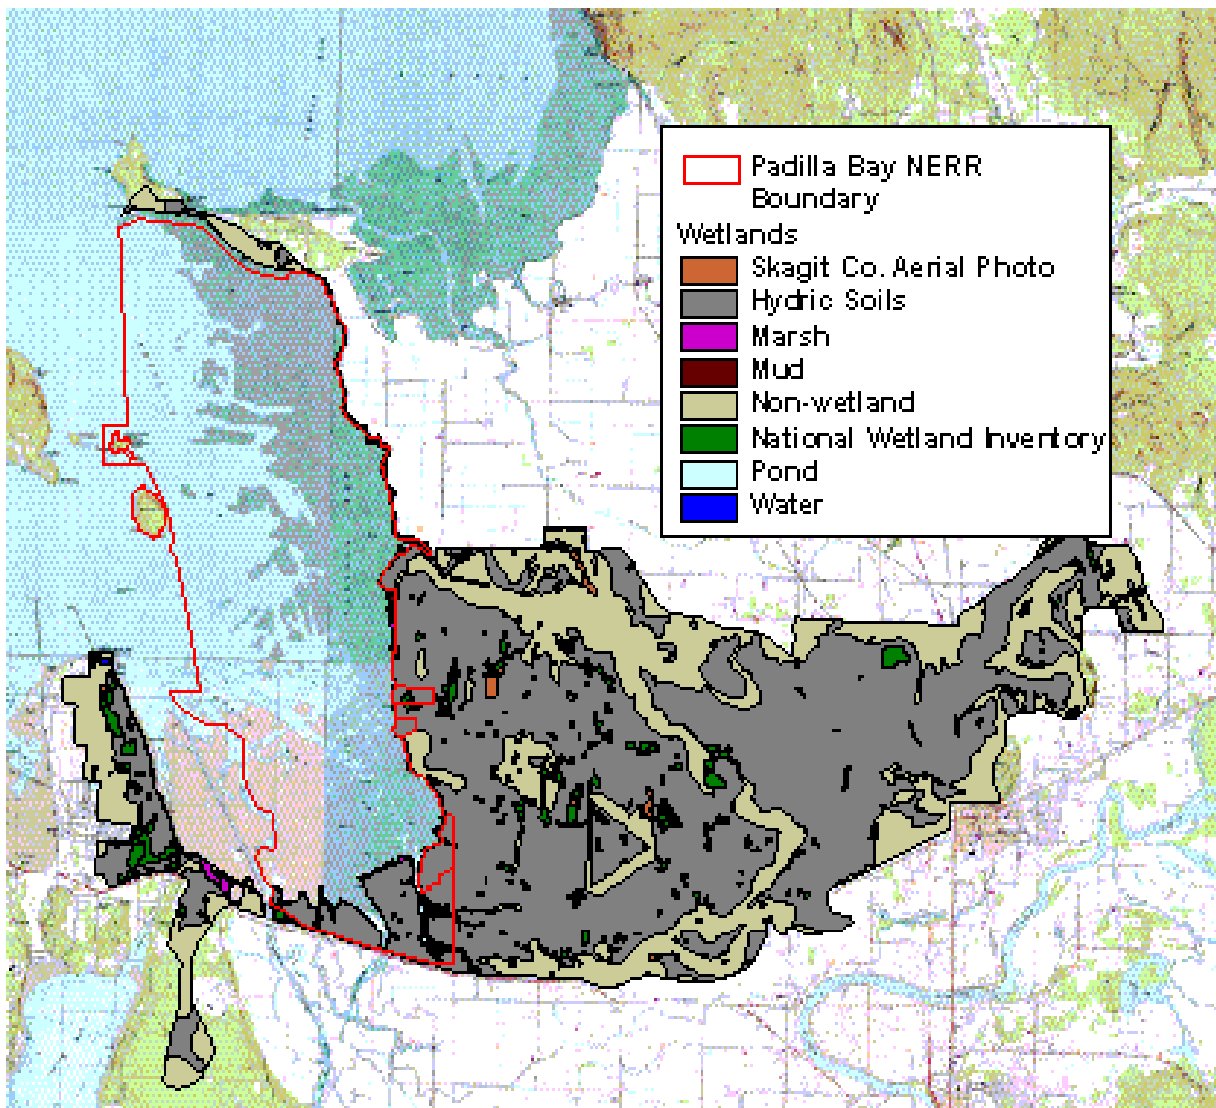 Padilla Bay NERR
Boundary
Wetlands
Skagit Co. Aerial Photo
Hydric Soils
Marsh
Mud
Non-wetland
National Wetland Inventory
Pond
Water